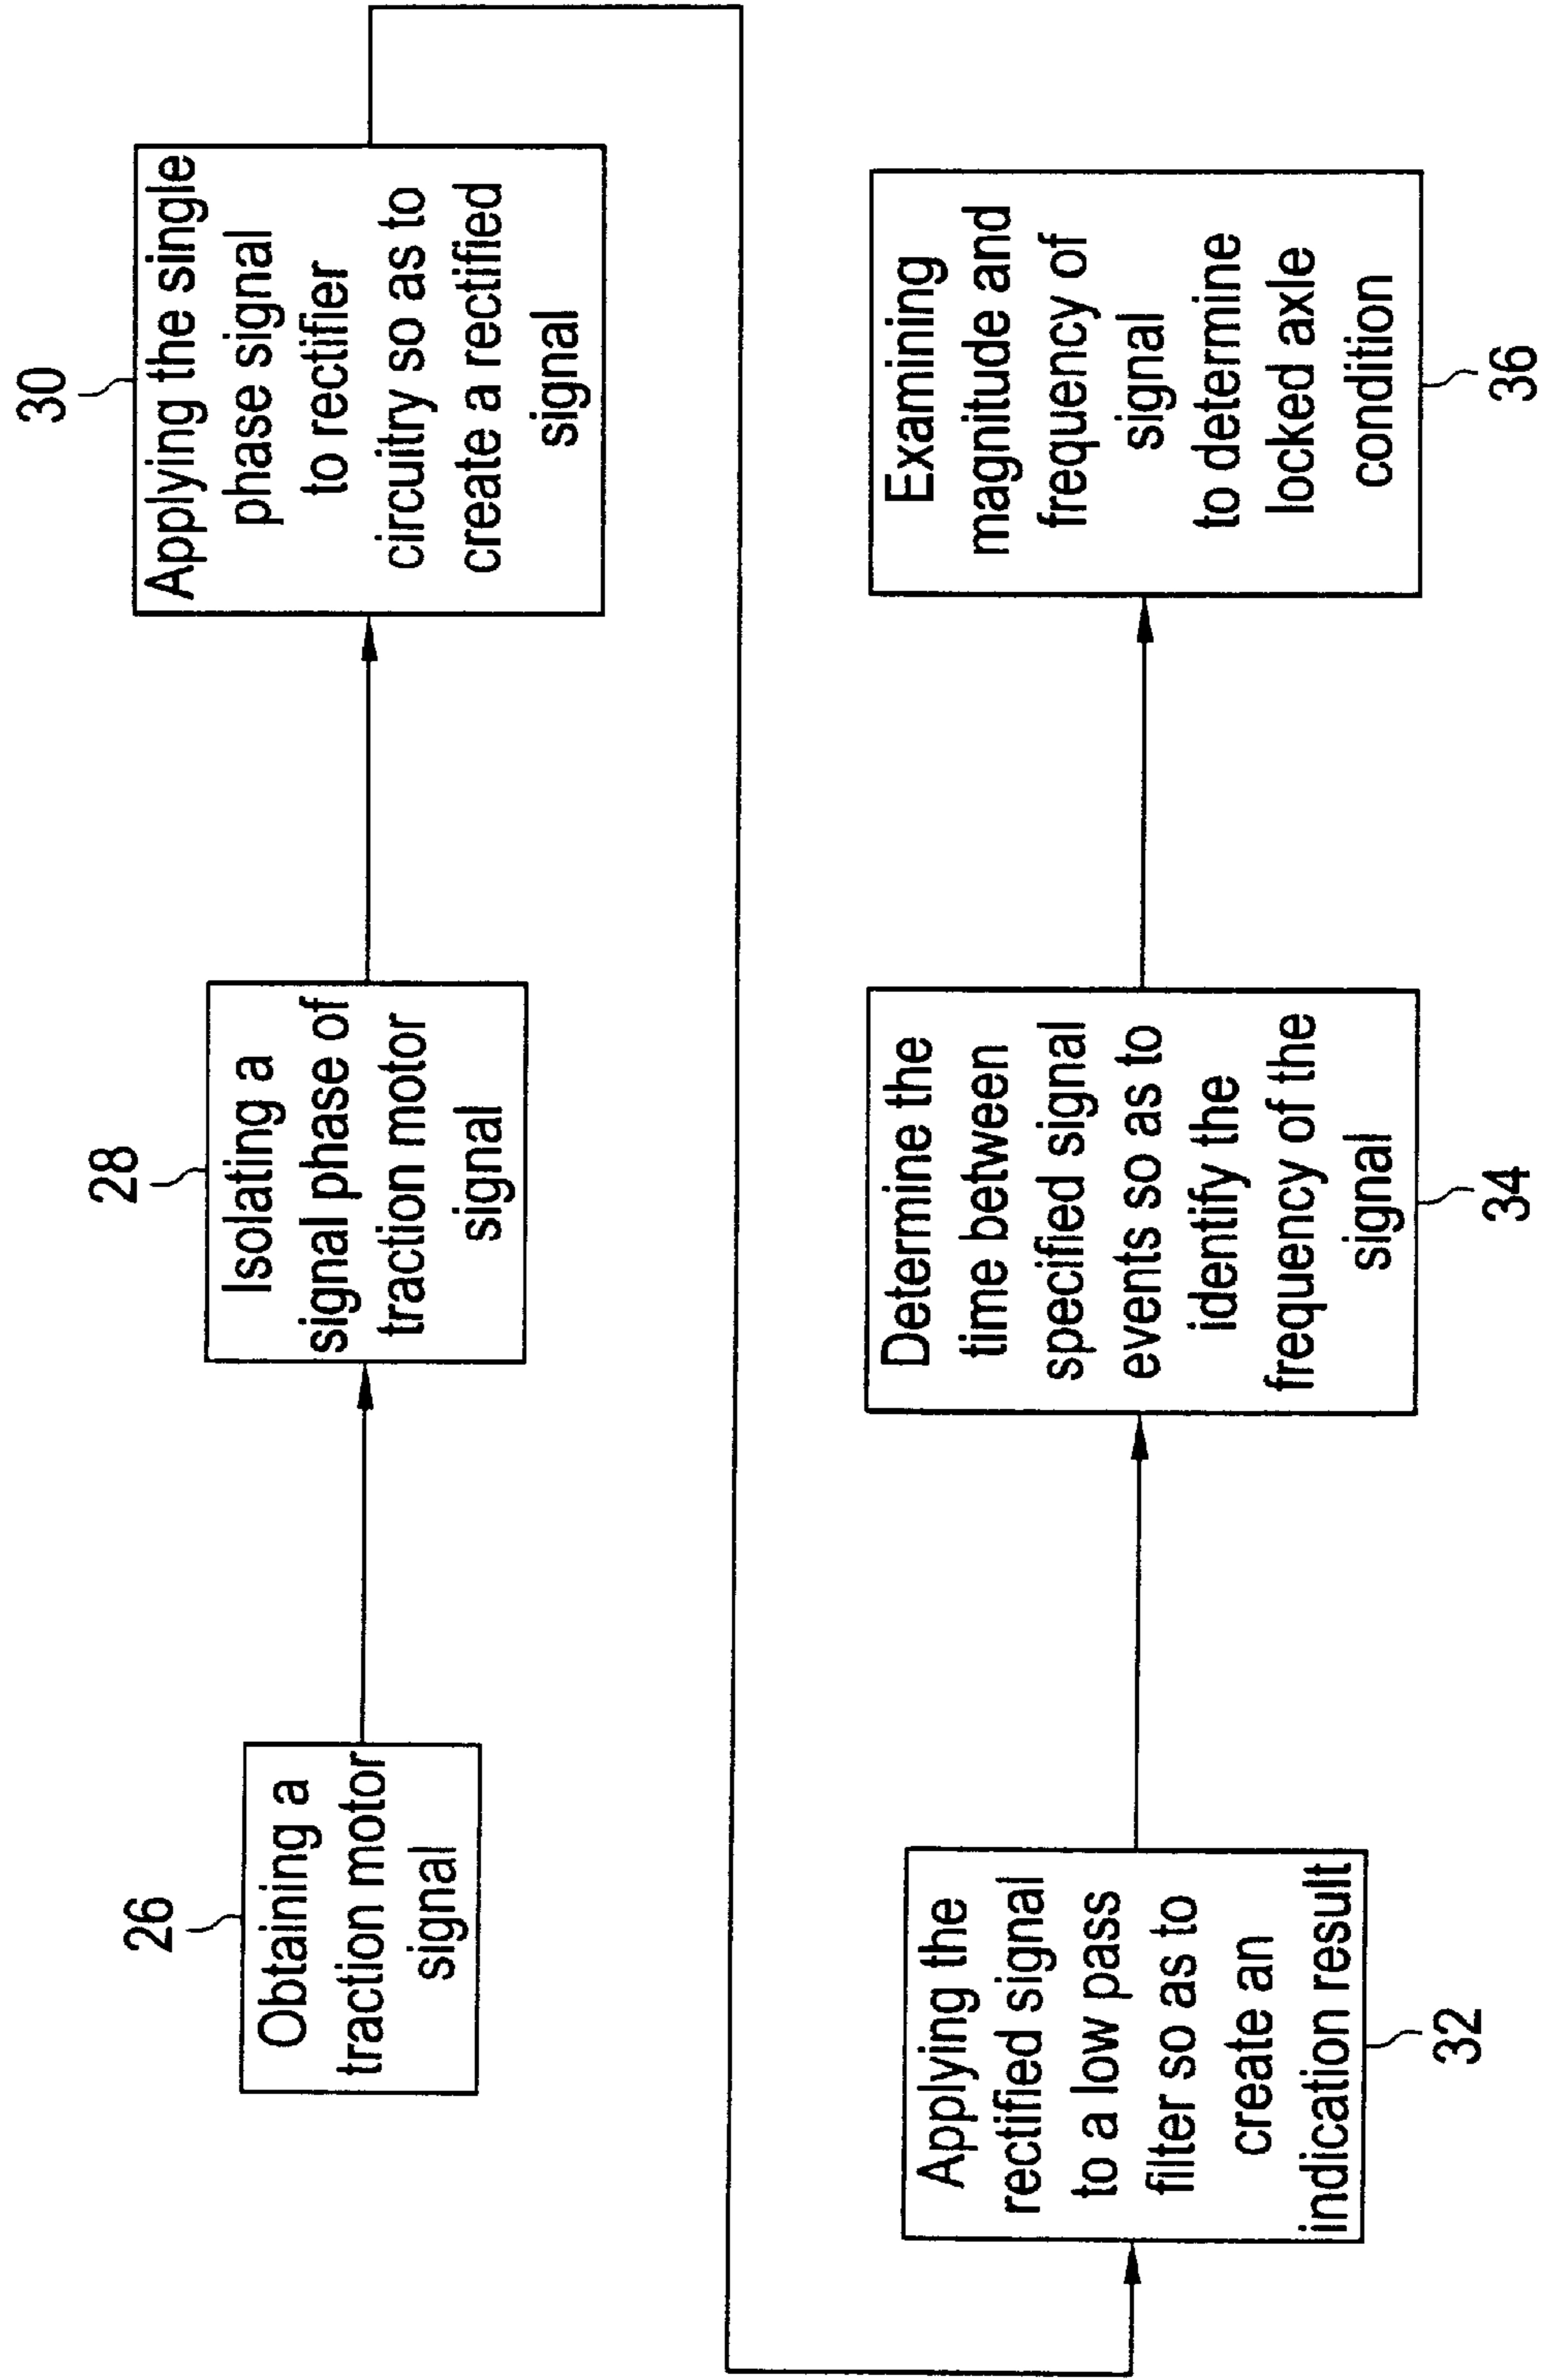 26
Obtaining a
traction motor
signal
28
Isolating a
signal phase of
traction motor
signal
30
Applying the single
phase signal
to rectifier
circuitry so as to
create a rectified
signal
Applying the
rectified signal
to a low pass
filter so as to
create an
indication result
32
Determine the
time between
specified signal
events so as to
identify the
frequency of the
signal
34
Examining
magnitude and
frequency of
signal
to determine
locked axle
condition
36